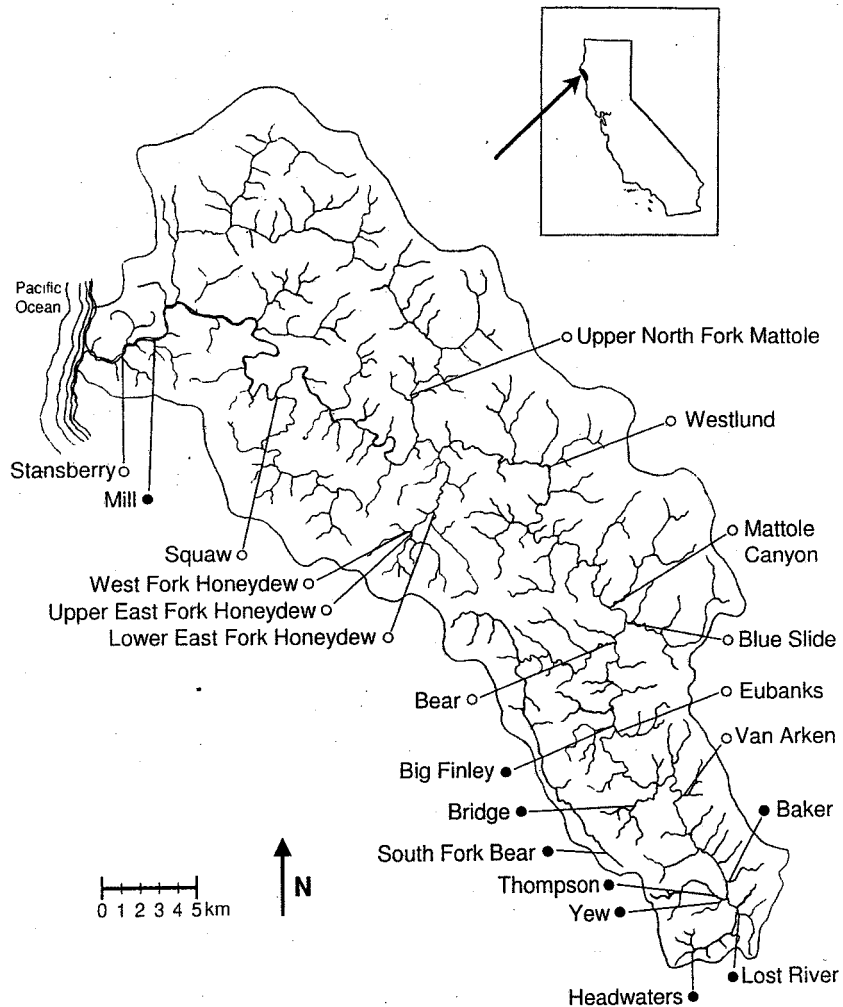 Pacific
Ocean
Upper North Fork Mattole
Westlund
Stansberry
Mill
Mattole
Canyon
Squaw
West Fork Honeydew
Upper East Fork Honeydew
Lower East Fork Honeydew
Blue Slide
Bear
Eubanks
Van Arken
Big Finley
Bridge
Baker
South Fork Bear
N
Thompson
0 1 2 3 4 5 km
Yew
Lost River
Headwaters